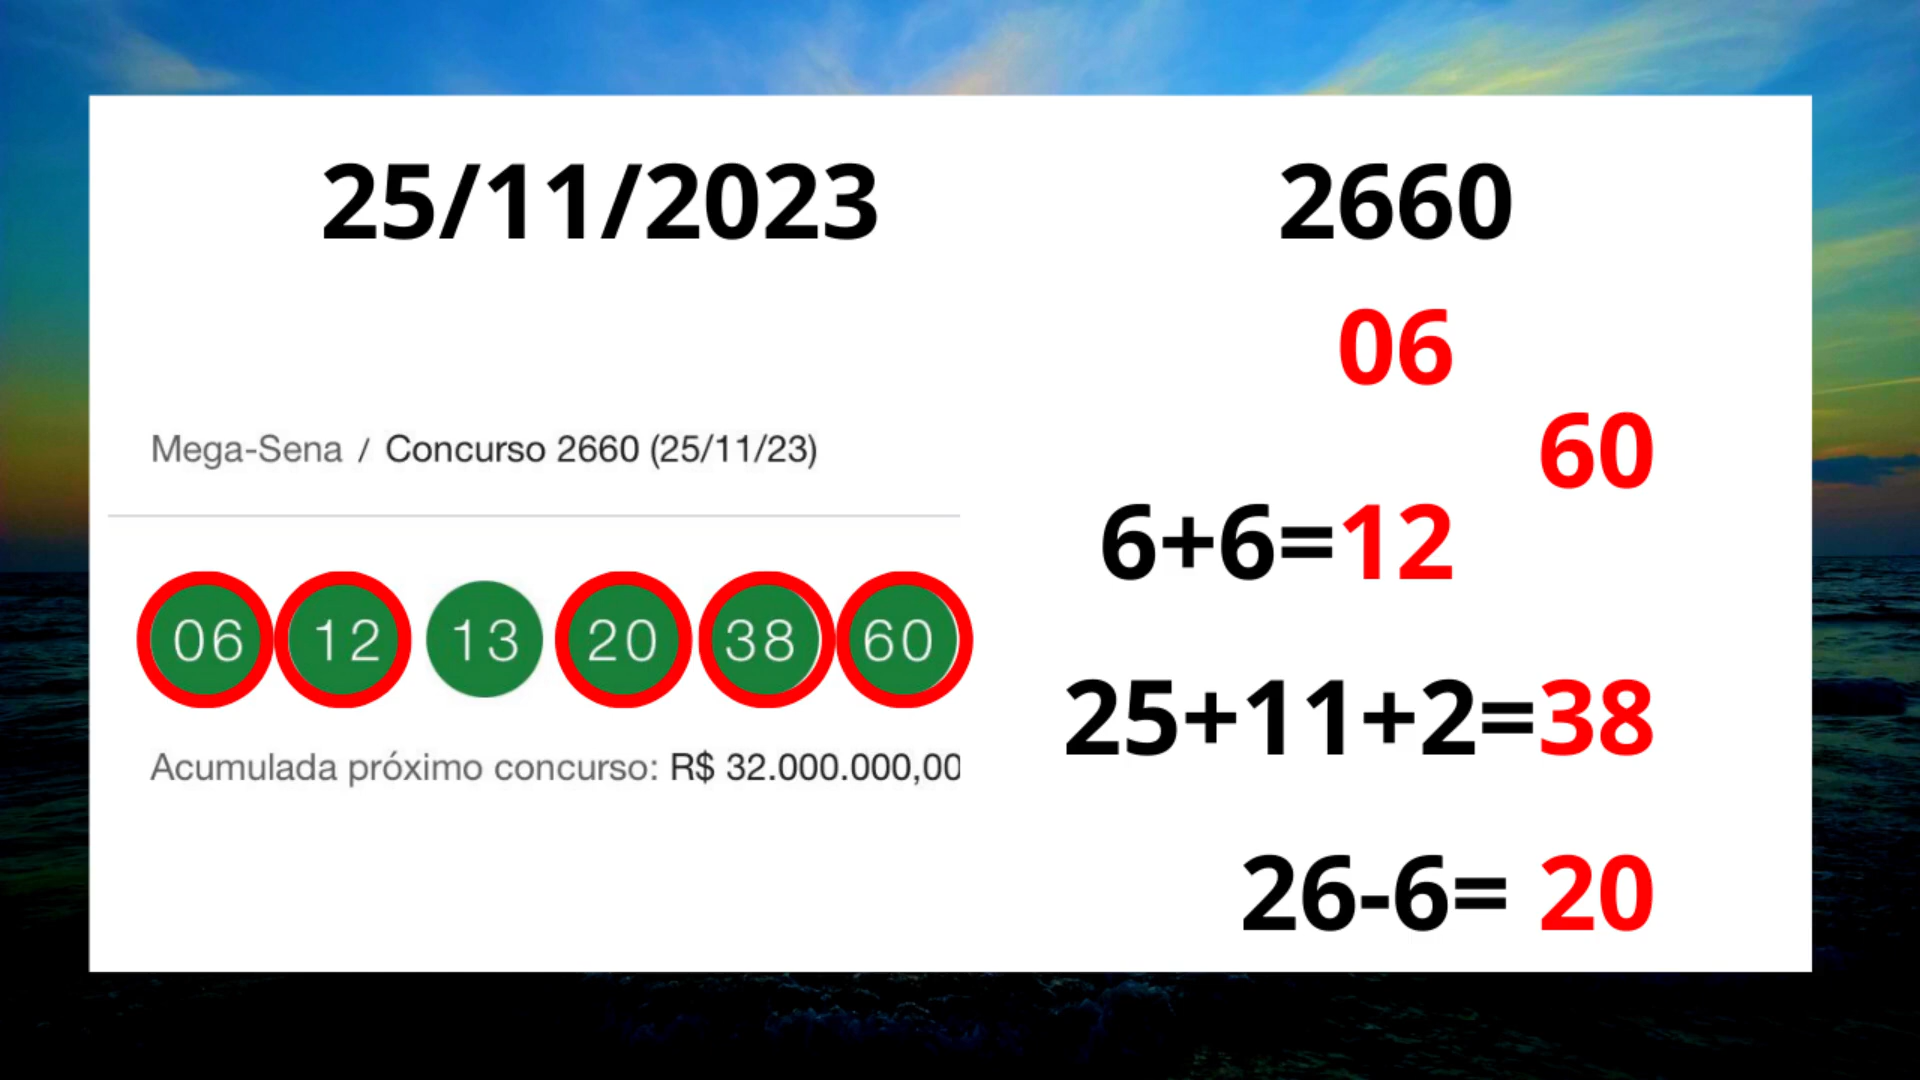 25/11/2023
2660
06
60
6+6=12
25+11+2=38
26-6= 20
Mega-Sena / Concurso 2660 (25/11/23)
06 12 13 20 38 60
Acumulada próximo concurso: R$ 32.000.000,00